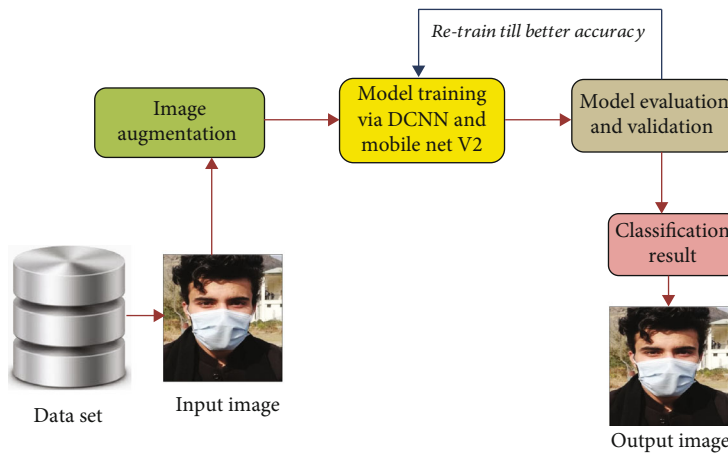 Re-train till better accuracy
Image
augmentation
Model training
via DCNN and
mobile net V2
Model evaluation
and validation
Classification
result
Data set
Input image
Output image